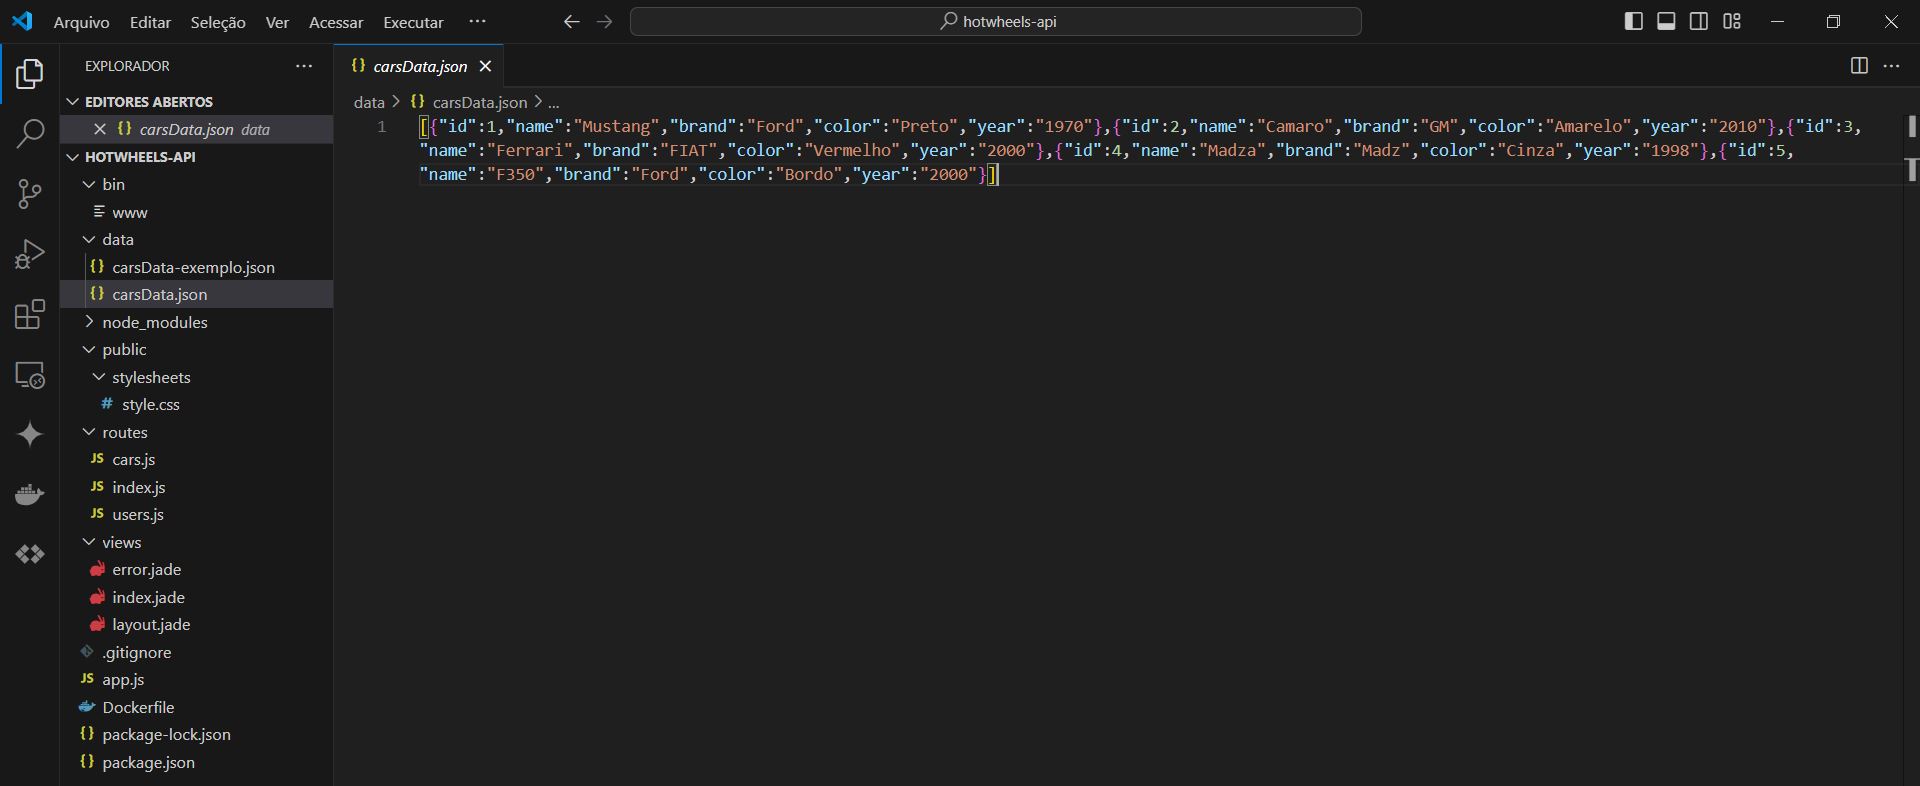 Arquivo Editar Seleção Ver Acessar Executar ··· hotwheels-api
EXPLORADOR ···
EDITORES ABERTOS
{} carsData.json data
HOTWHEELS-API
bin
www
data
{} carsData-exemplo.json
{} carsData.json
node_modules
public
stylesheets
# style.css
routes
JS cars.js
JS index.js
JS users.js
views
error.jade
index.jade
layout.jade
.gitignore
JS app.js
Dockerfile
{} package-lock.json
{} package.json
{} carsData.json
data > {} carsData.json > ...
1 [{"id":1,"name":"Mustang","brand":"Ford","color":"Preto","year":"1970"},{"id":2,"name":"Camaro","brand":"GM","color":"Amarelo","year":"2010"},{"id":3,
"name":"Ferrari","brand":"FIAT","color":"Vermelho","year":"2000"},{"id":4,"name":"Madza","brand":"Madz","color":"Cinza","year":"1998"},{"id":5,
"name":"F350","brand":"Ford","color":"Bordo","year":"2000"}]